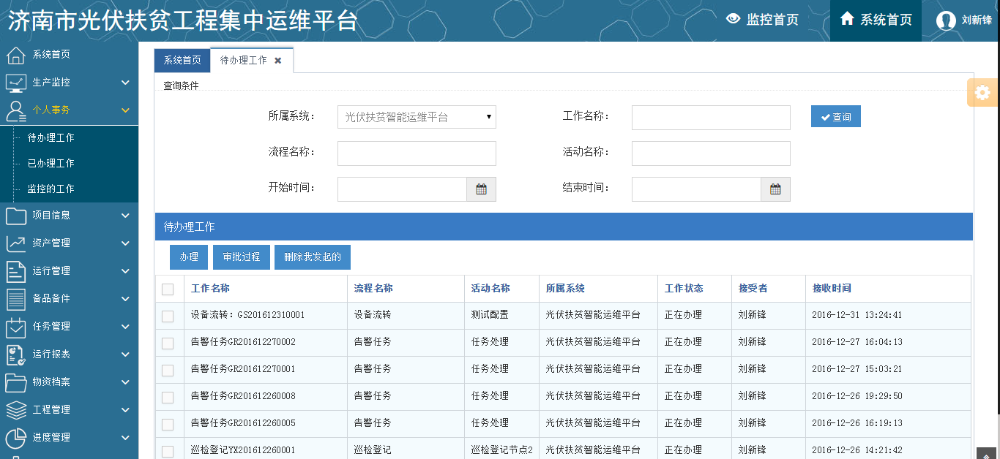 济南市光伏扶贫工程集中运维平台
监控首页
系统首页
刘新锋
系统首页
生产监控
个人事务
待办理工作
已办理工作
监控的工作
项目信息
资产管理
运行管理
备品备件
任务管理
运行报表
物资档案
工程管理
进度管理
系统首页 待办理工作
查询条件
所属系统： 光伏扶贫智能运维平台 工作名称： 查询
流程名称： 活动名称：
开始时间： 结束时间：
待办理工作
办理 审批过程 删除我发起的
工作名称 流程名称 活动名称 所属系统 工作状态 接受者 接收时间
设备流转：GS201612310001 设备流转 测试配置 光伏扶贫智能运维平台 正在办理 刘新锋 2016-12-31 13:24:41
告警任务GR201612270002 告警任务 任务处理 光伏扶贫智能运维平台 正在办理 刘新锋 2016-12-27 16:04:13
告警任务GR201612270001 告警任务 任务处理 光伏扶贫智能运维平台 正在办理 刘新锋 2016-12-27 15:03:21
告警任务GR201612260008 告警任务 任务处理 光伏扶贫智能运维平台 正在办理 刘新锋 2016-12-26 19:29:50
告警任务GR201612260005 告警任务 任务处理 光伏扶贫智能运维平台 正在办理 刘新锋 2016-12-26 16:19:13
巡检登记YX201612260001 巡检登记 巡检登记节点2 光伏扶贫智能运维平台 正在办理 刘新锋 2016-12-26 14:21:42